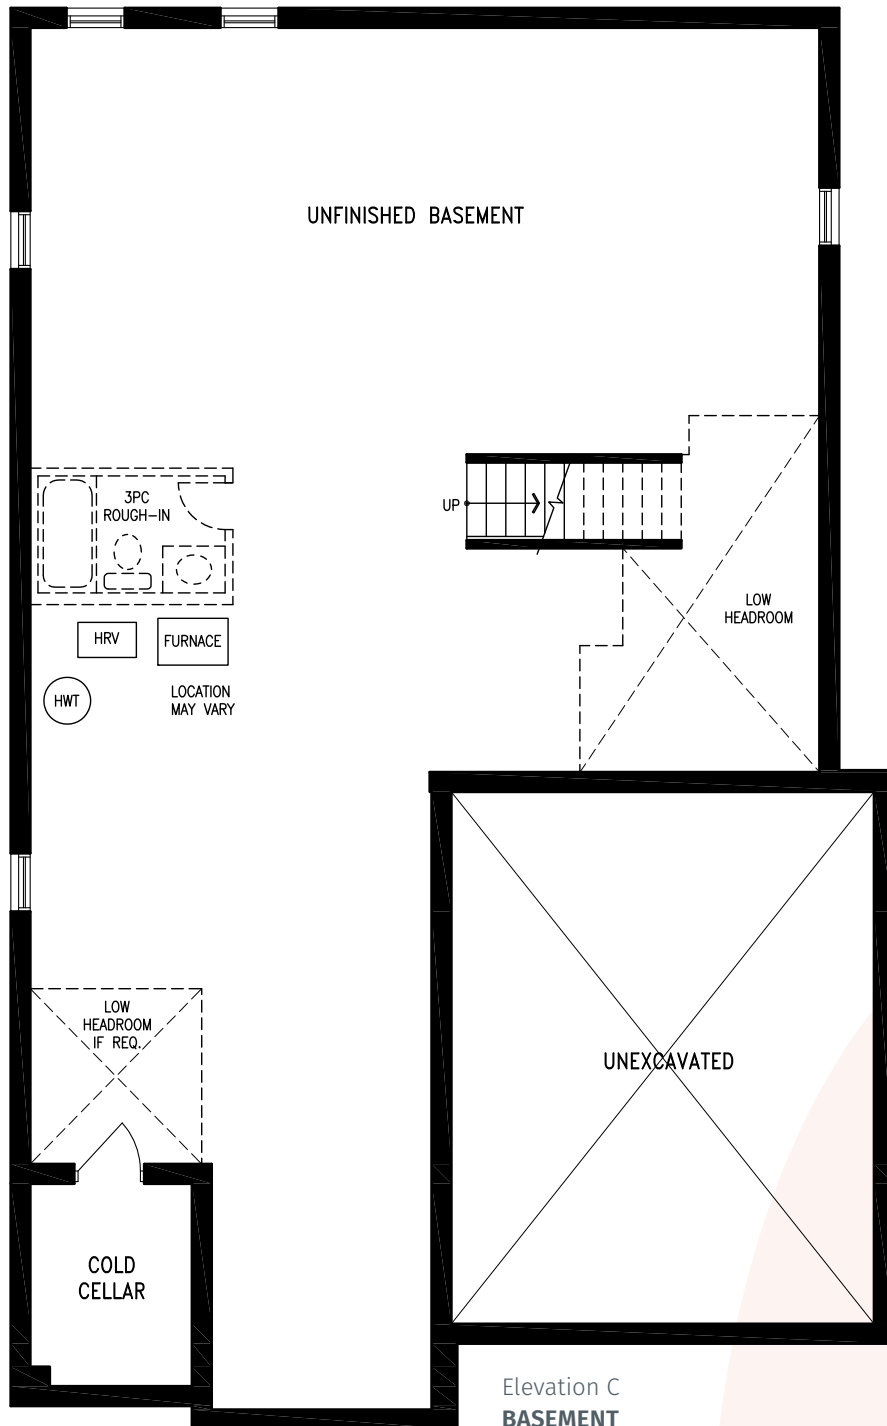 UNFINISHED BASEMENT
3PC
ROUGH-IN
UP
HRV
FURNACE
LOW
HEADROOM
HWT
LOCATION
MAY VARY
LOW
HEADROOM
IF REQ.
UNEXCAVATED
COLD
CELLAR
Elevation C
BASEMENT